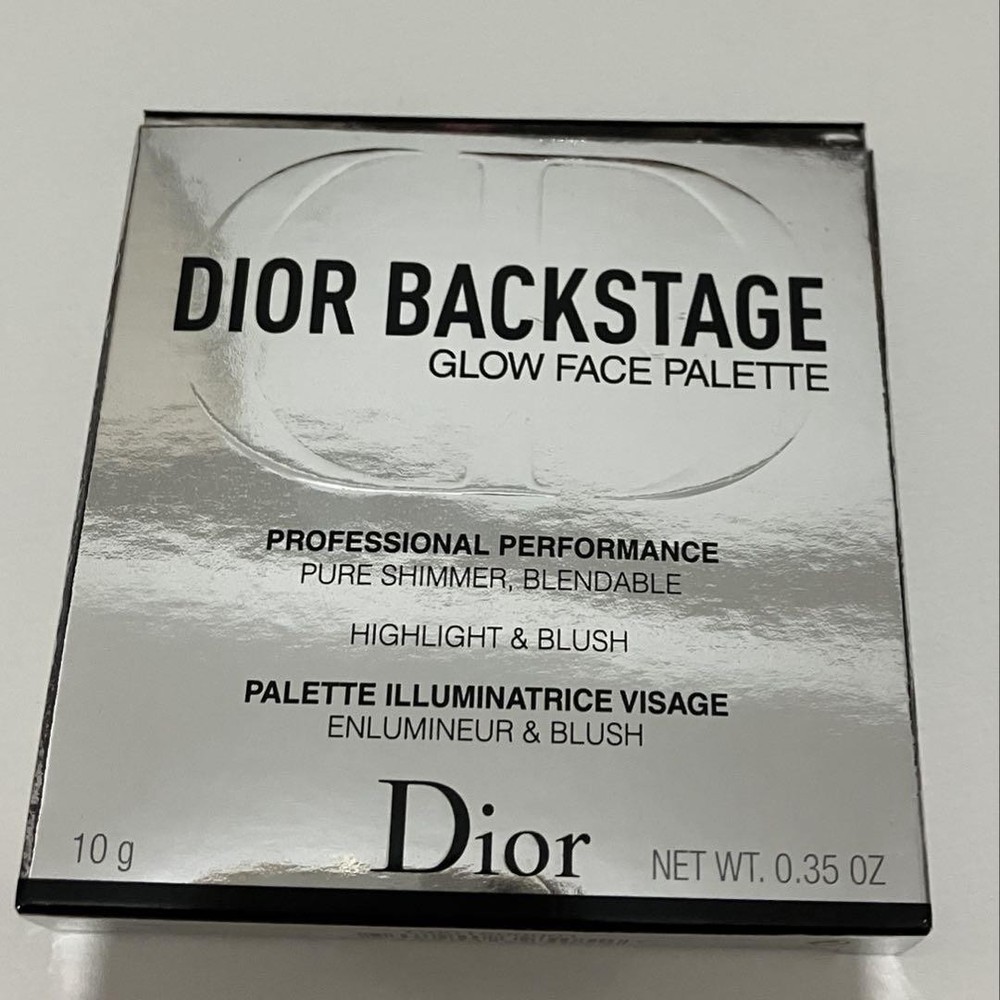 DIOR BACKSTAGE
GLOW FACE PALETTE
PROFESSIONAL PERFORMANCE
PURE SHIMMER, BLENDABLE
HIGHLIGHT & BLUSH
PALETTE ILLUMINATRICE VISAGE
ENLUMINEUR & BLUSH
Dior
10 g
NET WT. 0.35 OZ